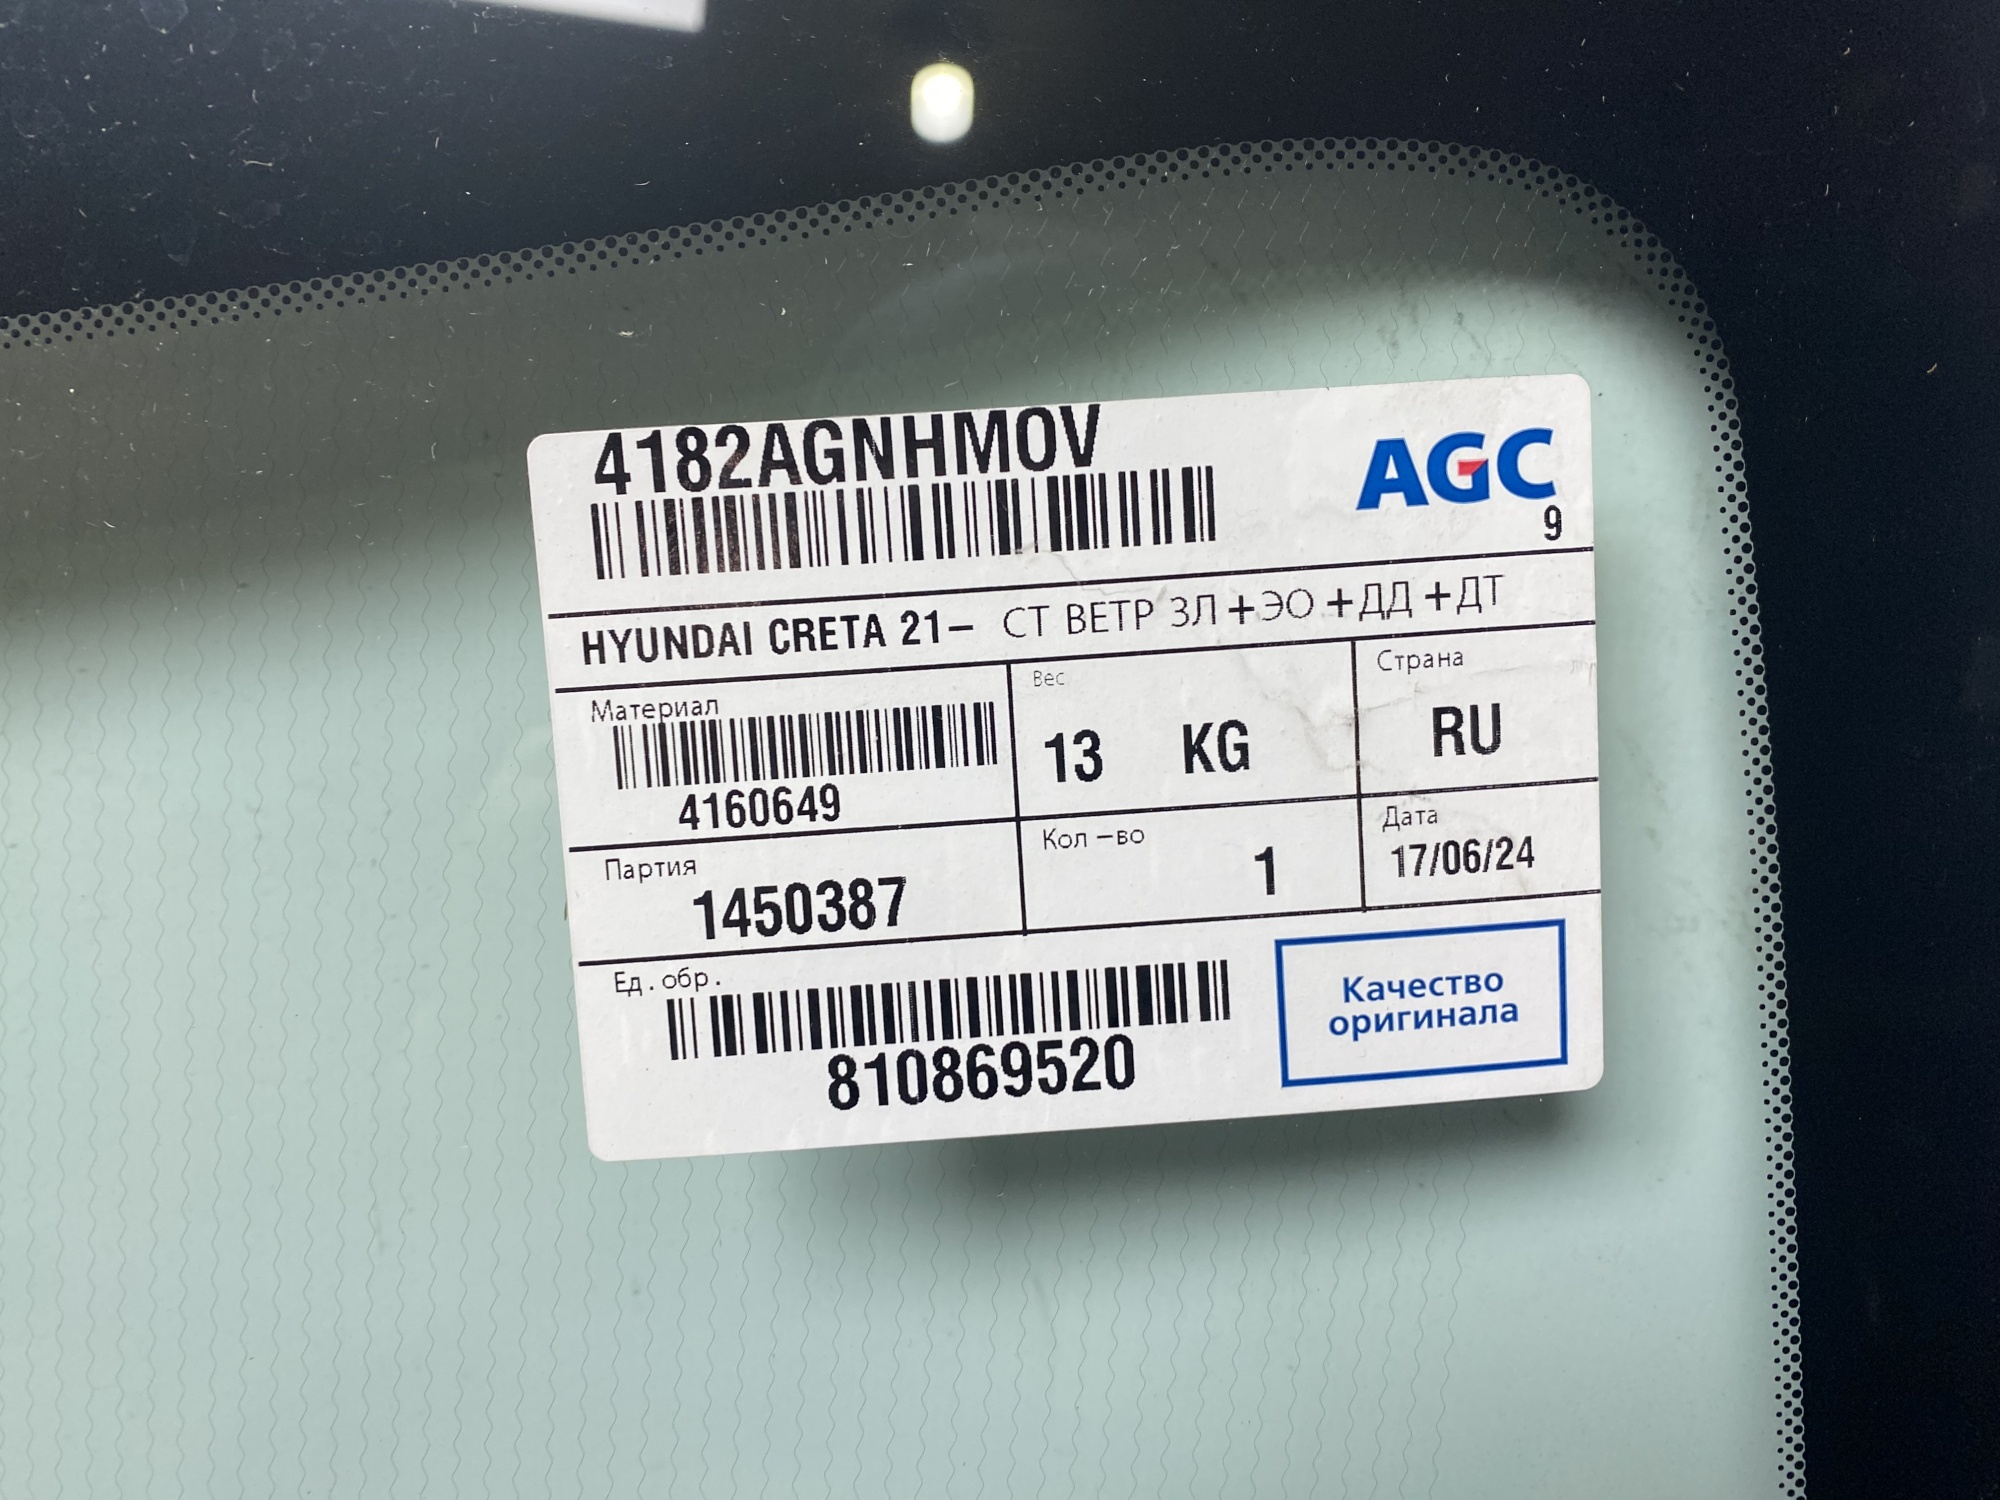 4182AGNHMOV
AGC
9
HYUNDAI CRETA 21- СТ ВЕТР ЗЛ +ЭО +ДД +ДТ
Материал
4160649
Вес
13 KG
Страна
RU
Партия
1450387
Кол -во
1
Дата
17/06/24
Ед. обр.
810869520
Качество
оригинала